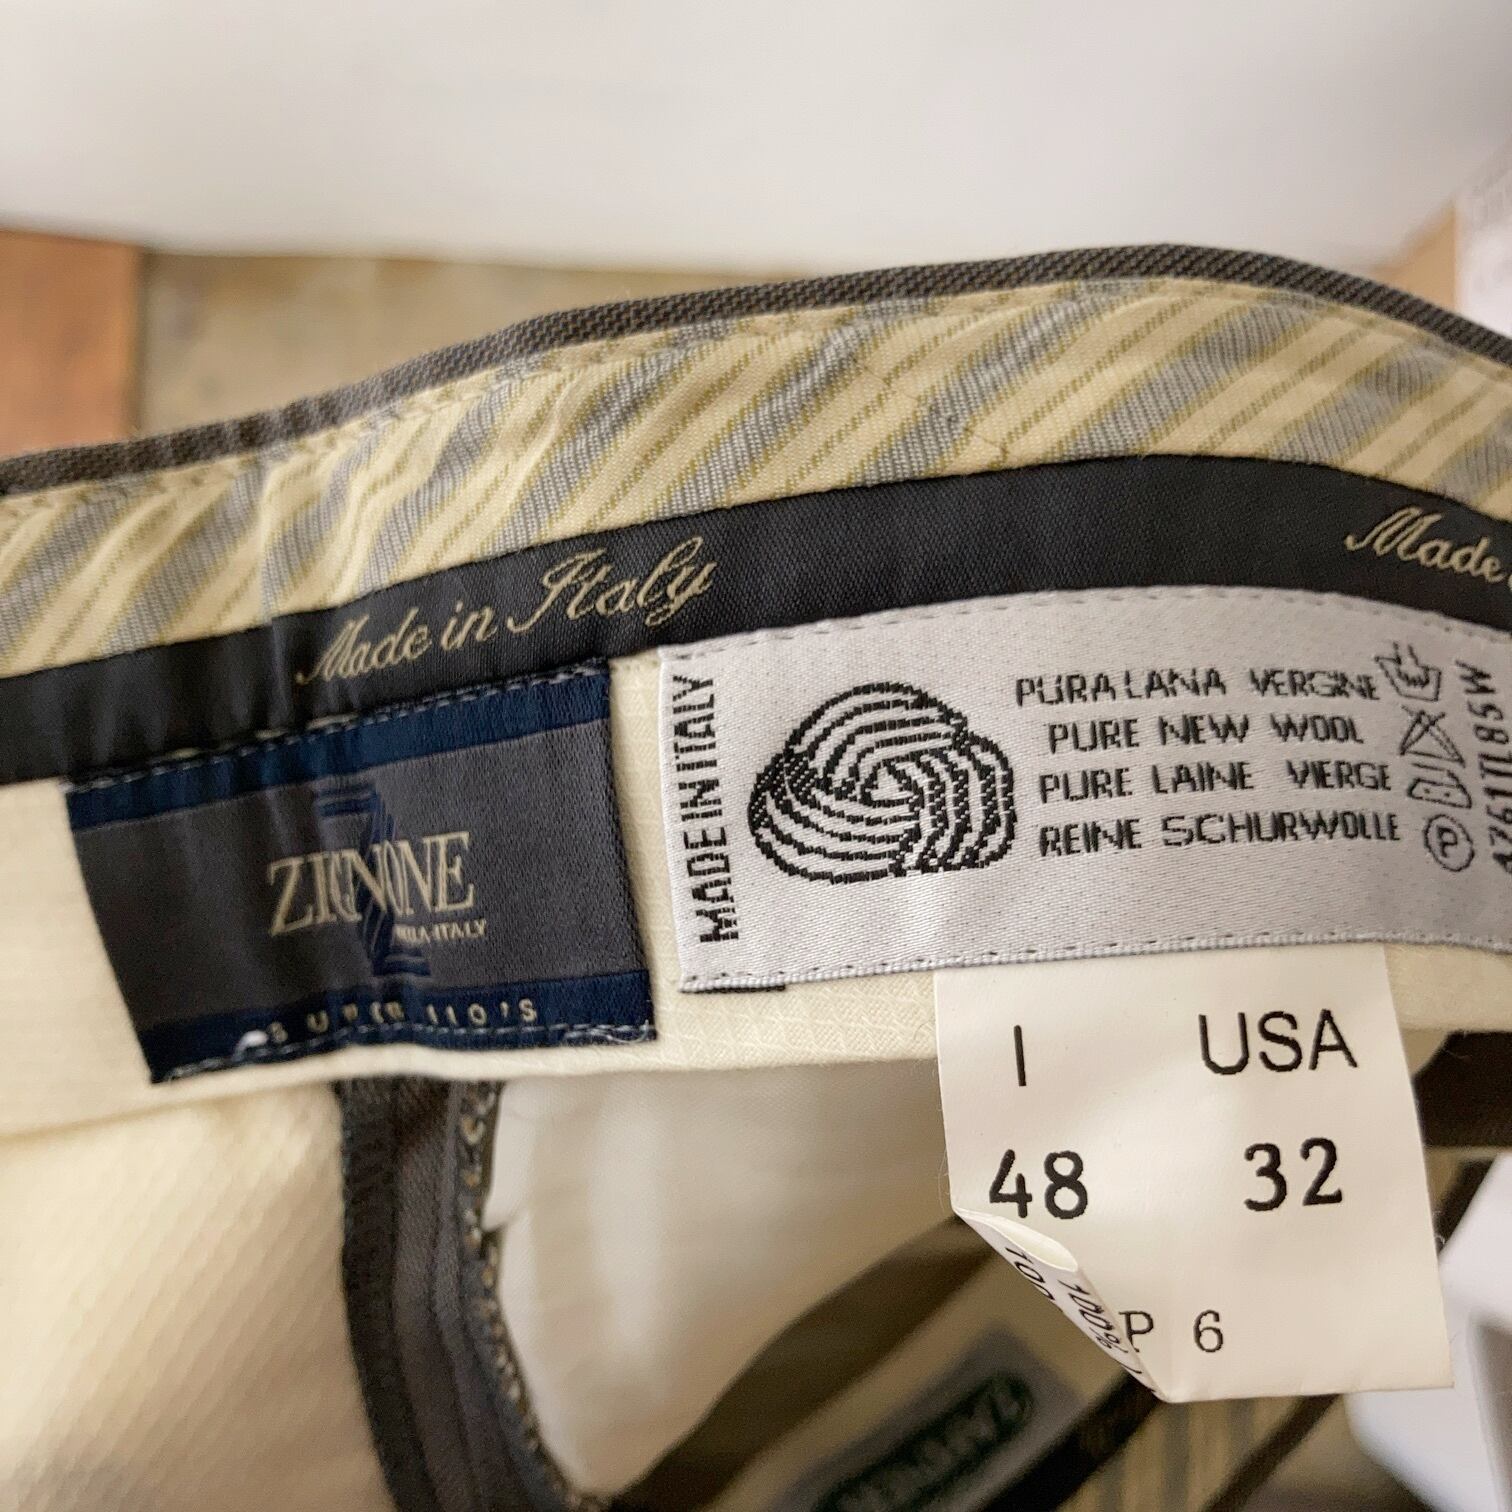 Made in Italy
Made
ZIGNONE
SUPER 110'S
MADE IN ITALY
PURA LANA VERGINE
PURE NEW WOOL
PURE LAINE VIERGE
REINE SCHURWOLLE
P
I USA
48 32
P 6
100%